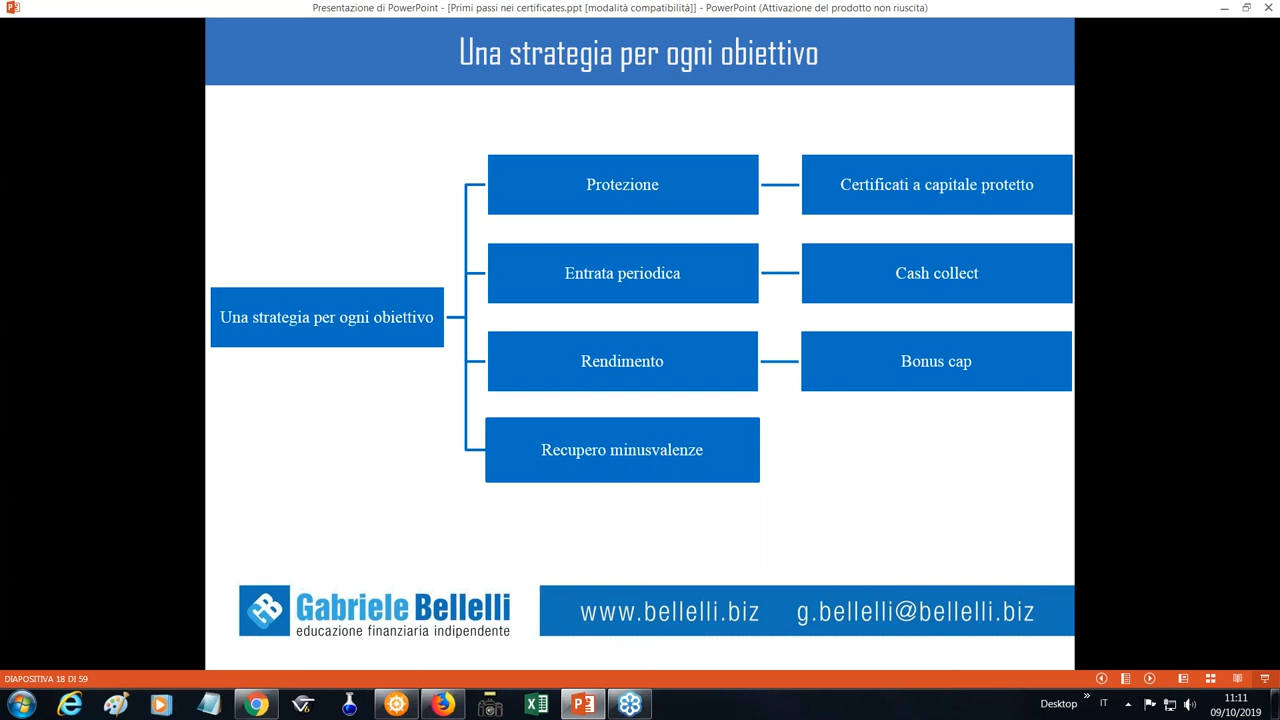 Presentazione di PowerPoint - [Primi passi nei certificates.ppt [modalità compatibilità]] - PowerPoint (Attivazione del prodotto non riuscita)
Una strategia per ogni obiettivo
Protezione
Certificati a capitale protetto
Entrata periodica
Cash collect
Una strategia per ogni obiettivo
Rendimento
Bonus cap
Recupero minusvalenze
Gabriele Bellelli
educazione finanziaria indipendente
www.bellelli.biz g.bellelli@bellelli.biz
DIAPOSITIVA 18 DI 59
Desktop
IT
11:11
09/10/2019